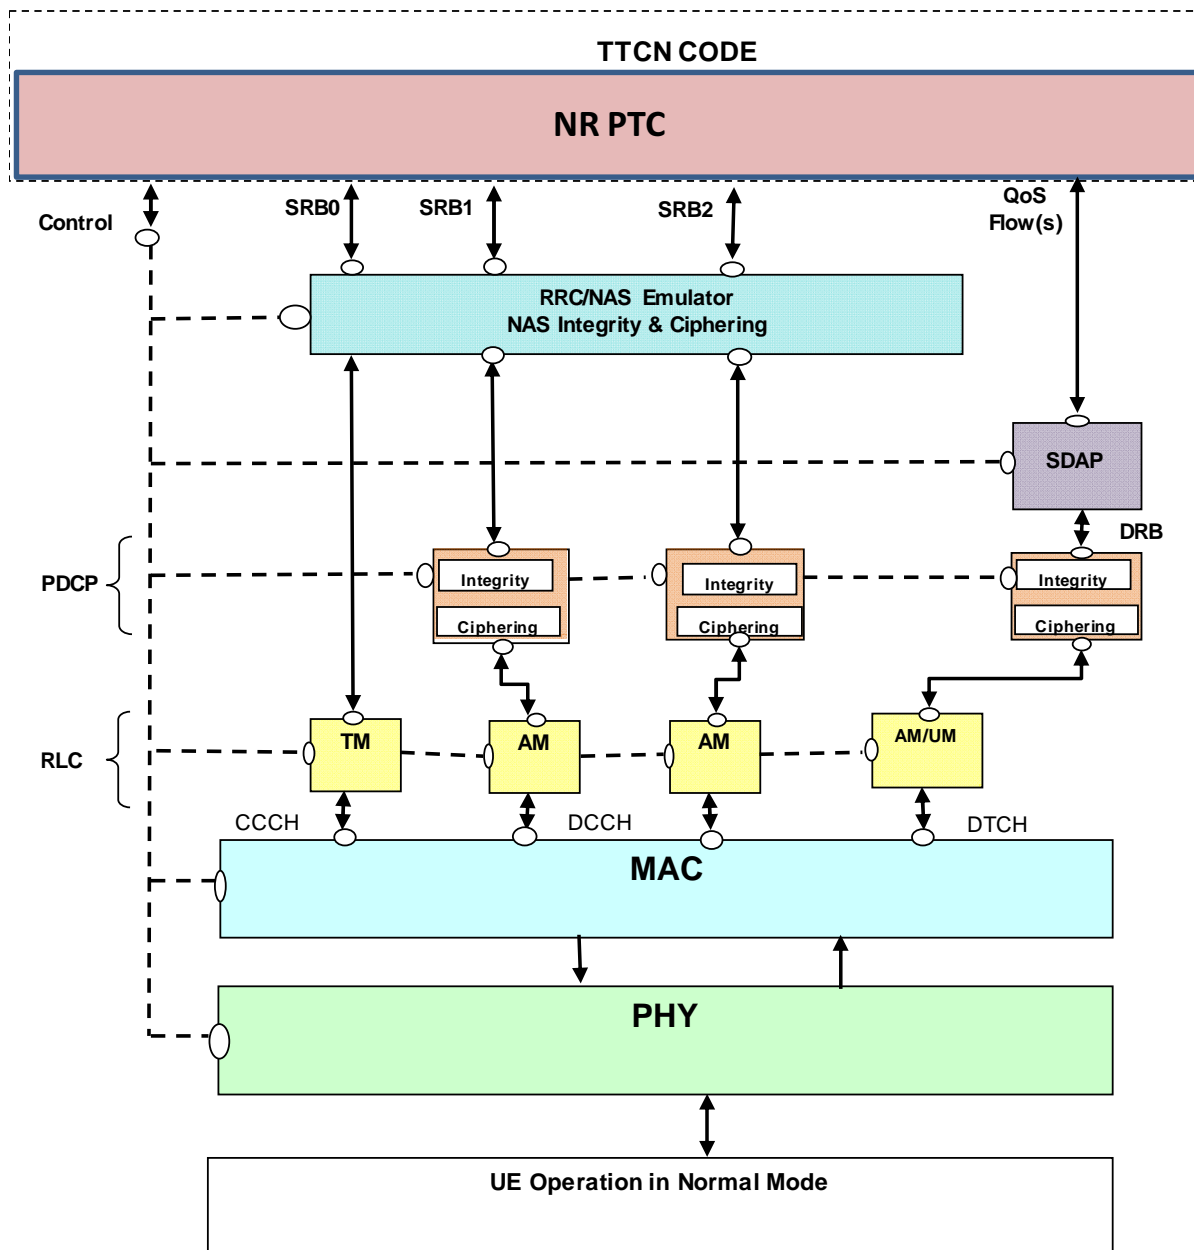 TTCN CODE
NR PTC
Control
SRB0
SRB1
SRB2
QoS
Flow(s)
RRC/NAS Emulator
NAS Integrity & Ciphering
SDAP
DRB
PDCP
Integrity
Integrity
Integrity
Ciphering
Ciphering
Ciphering
RLC
TM
AM
AM
AM/UM
CCCH
DCCH
DTCH
MAC
PHY
UE Operation in Normal Mode